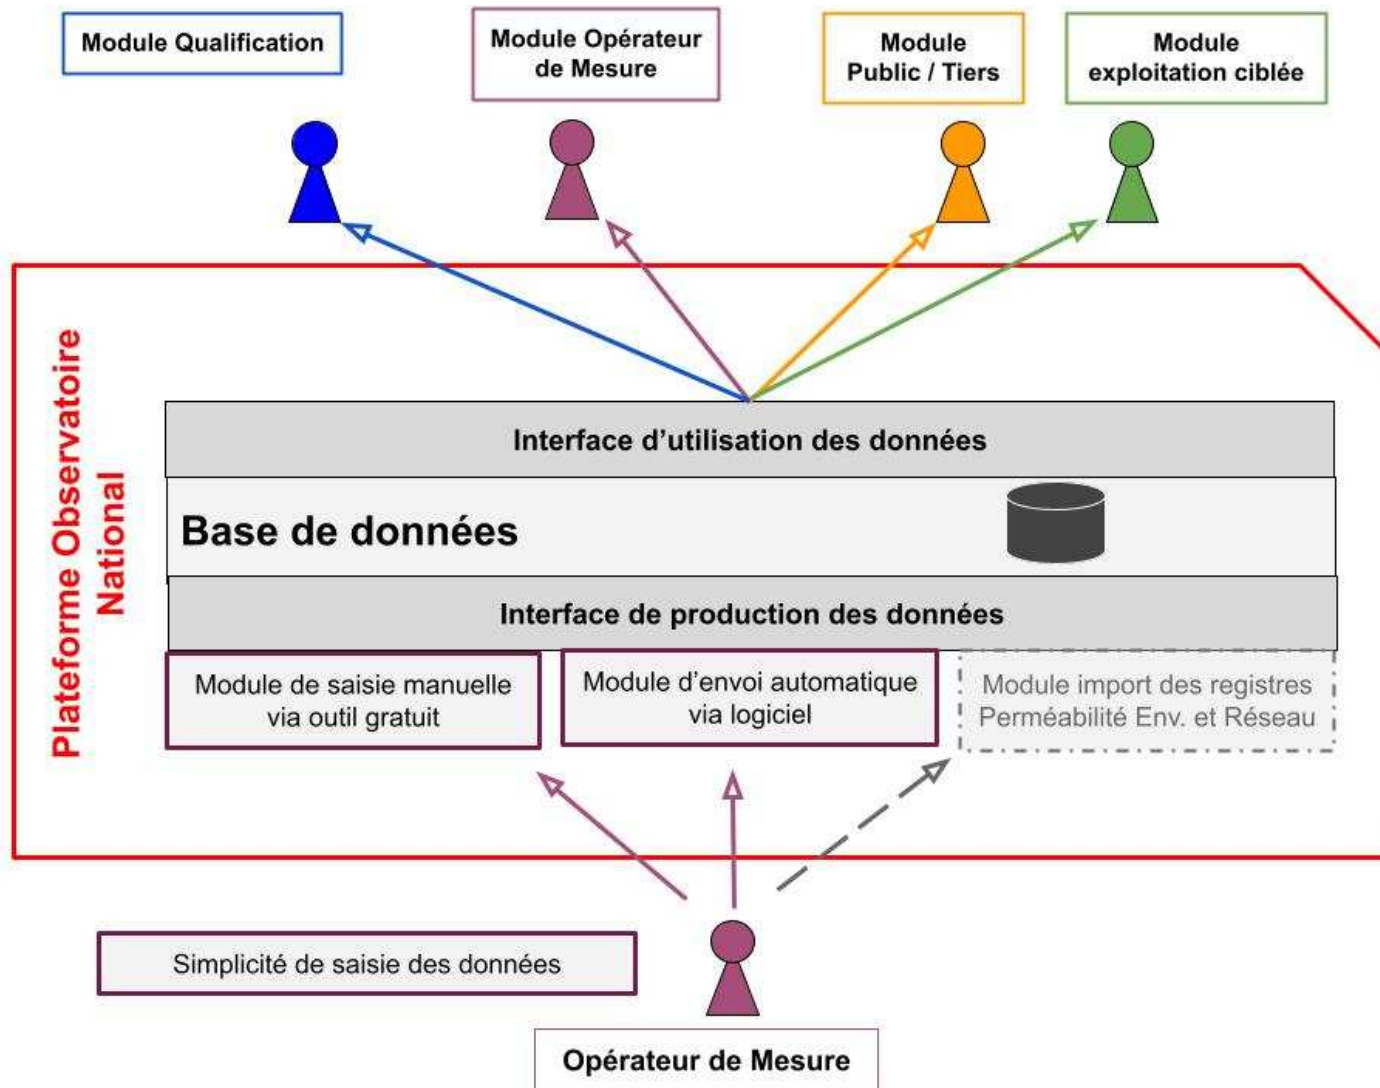 Module Qualification
Module Opérateur
de Mesure
Module
Public / Tiers
Module
exploitation ciblée
Plateforme Observatoire
National
Interface d’utilisation des données
Base de données
Interface de production des données
Module de saisie manuelle
via outil gratuit
Module d’envoi automatique
via logiciel
Module import des registres
Perméabilité Env. et Réseau
Simplicité de saisie des données
Opérateur de Mesure